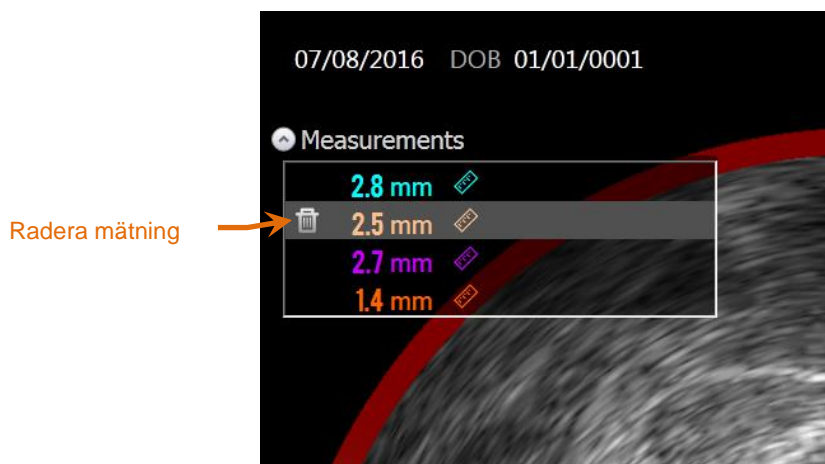 07/08/2016 DOB 01/01/0001
Measurements
2.8 mm
Radera mätning
2.5 mm
2.7 mm
1.4 mm